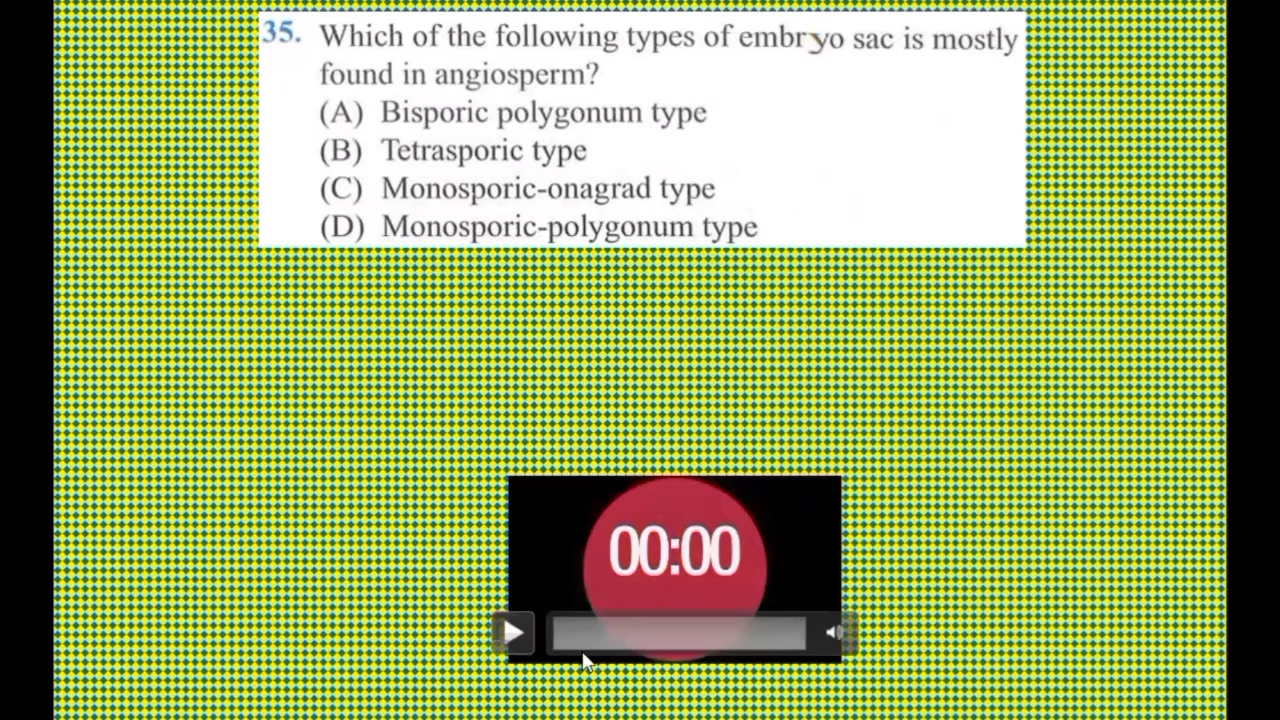 35. Which of the following types of embryo sac is mostly
found in angiosperm?
(A) Bisporic polygonum type
(B) Tetrasporic type
(C) Monosporic-onagrad type
(D) Monosporic-polygonum type
00:00